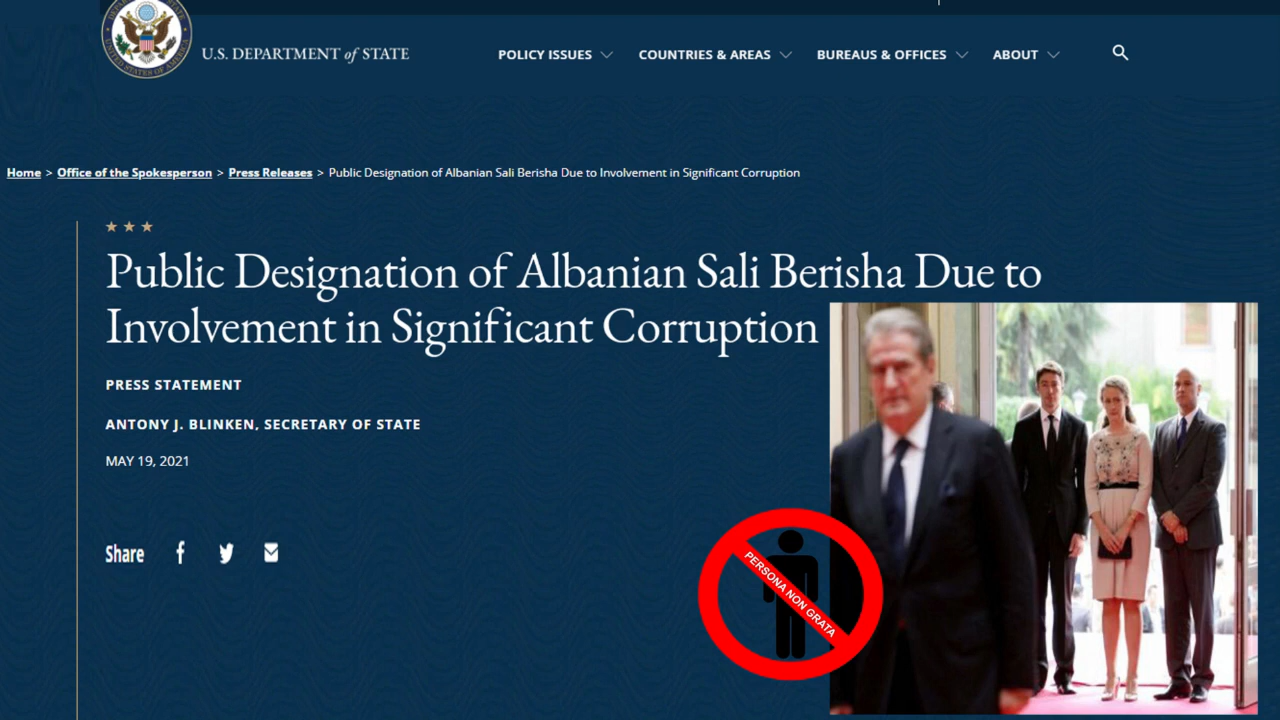 U.S. DEPARTMENT of STATE
POLICY ISSUES
COUNTRIES & AREAS
BUREAUS & OFFICES
ABOUT
Home > Office of the Spokesperson > Press Releases > Public Designation of Albanian Sali Berisha Due to Involvement in Significant Corruption
Public Designation of Albanian Sali Berisha Due to
Involvement in Significant Corruption
PRESS STATEMENT
ANTONY J. BLINKEN, SECRETARY OF STATE
MAY 19, 2021
Share
PERSONA NON GRATA